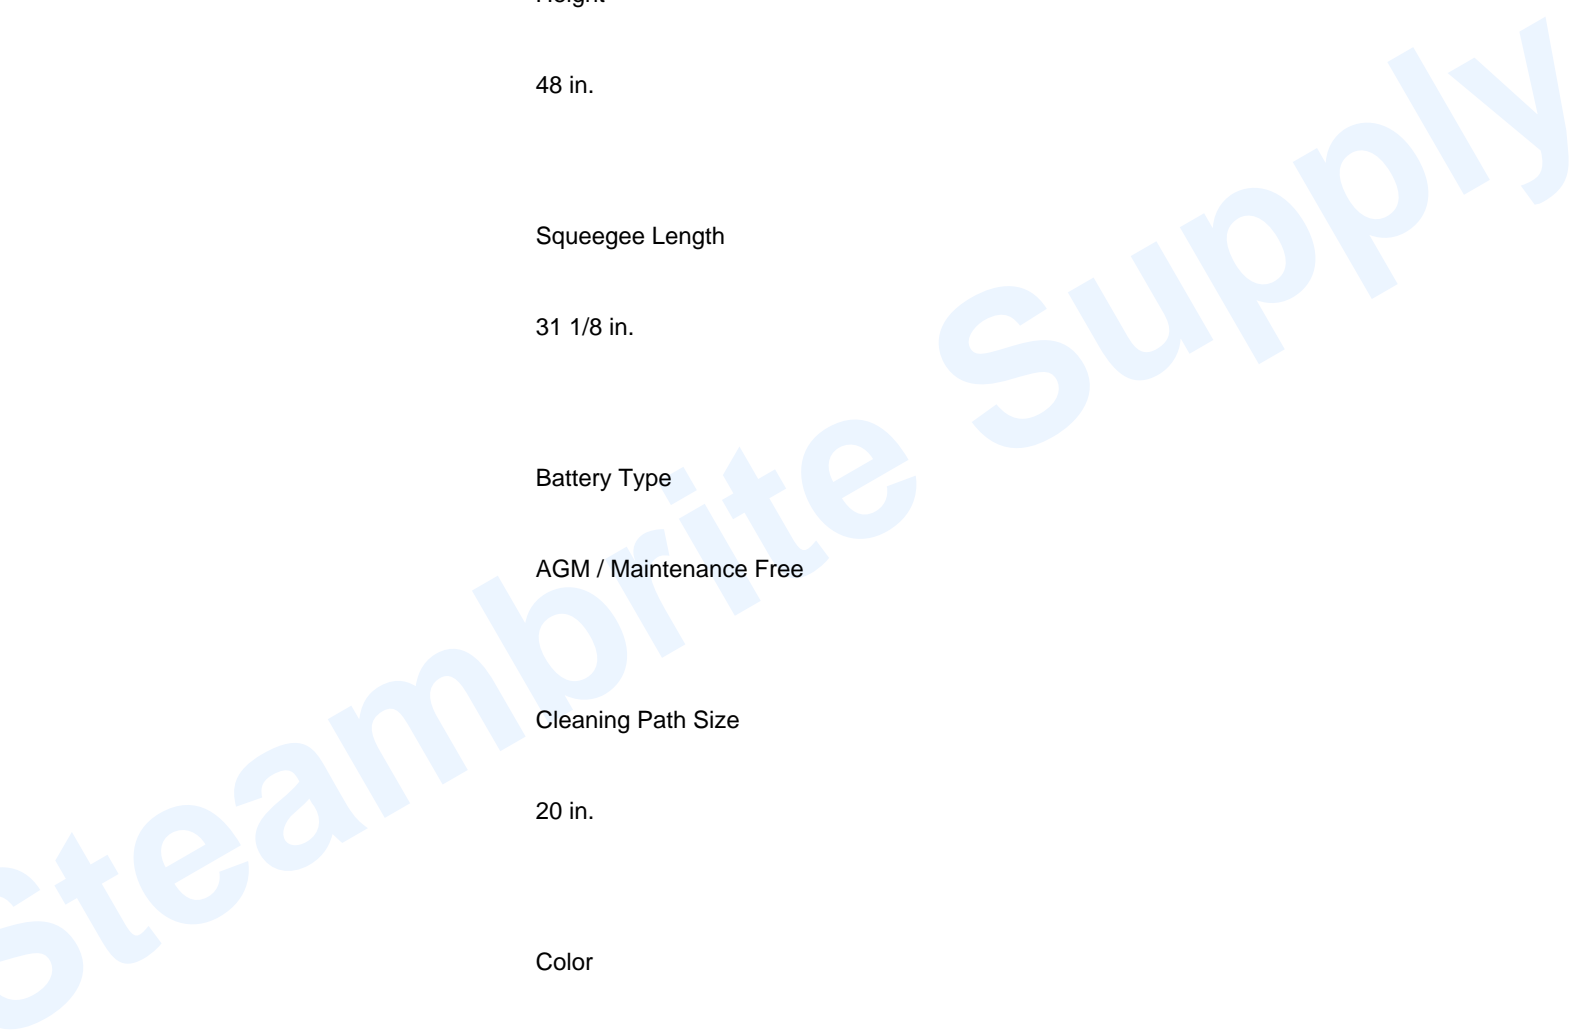 Height
48 in.
Squeegee Length
31 1/8 in.
Battery Type
AGM / Maintenance Free
Cleaning Path Size
20 in.
Color
Steambrite Supply